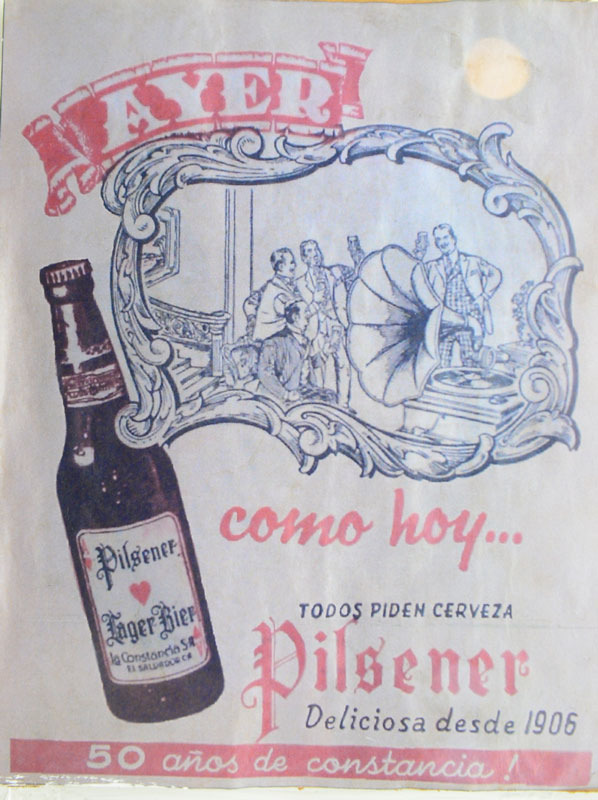 AYER
como hoy...
TODOS PIDEN CERVEZA
Pilsener
Deliciosa desde 1906
50 años de constancia!
Pilsener
Lager Bier
la Constancia S.A.
EL SALVADOR C.A.